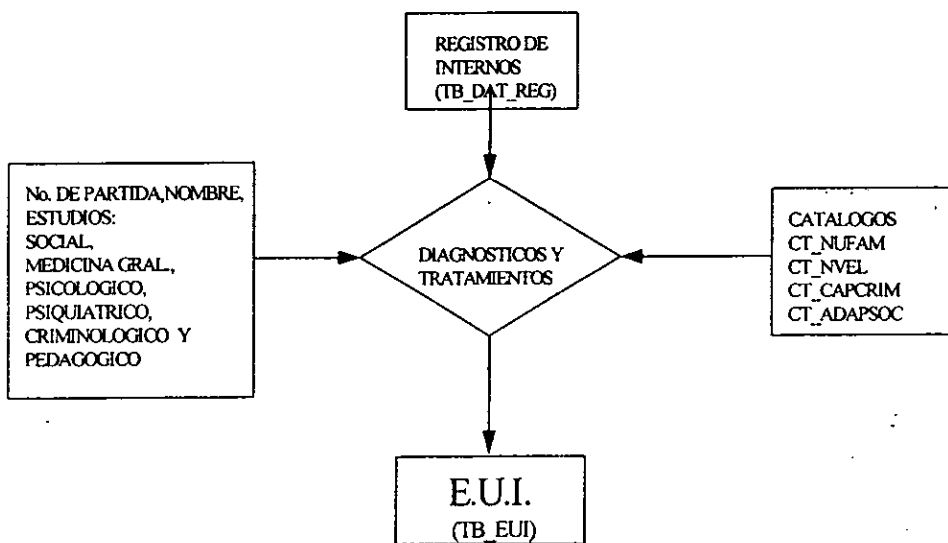 REGISTRO DE
INTERNOS
(TB_DAT_REG)
No. DE PARTIDA,NOMBRE,
ESTUDIOS:
SOCIAL,
MEDICINA GRAL.,
PSICOLOGICO,
PSIQUIATRICO,
CRIMINOLOGICO Y
PEDAGOGICO
DIAGNOSTICOS Y
TRATAMIENTOS
CATALOGOS
CT_NUFAM
CT_NVEL
CT_CAPCRIM
CT_ADAPSOC
E.U.I.
(TB_EUI)